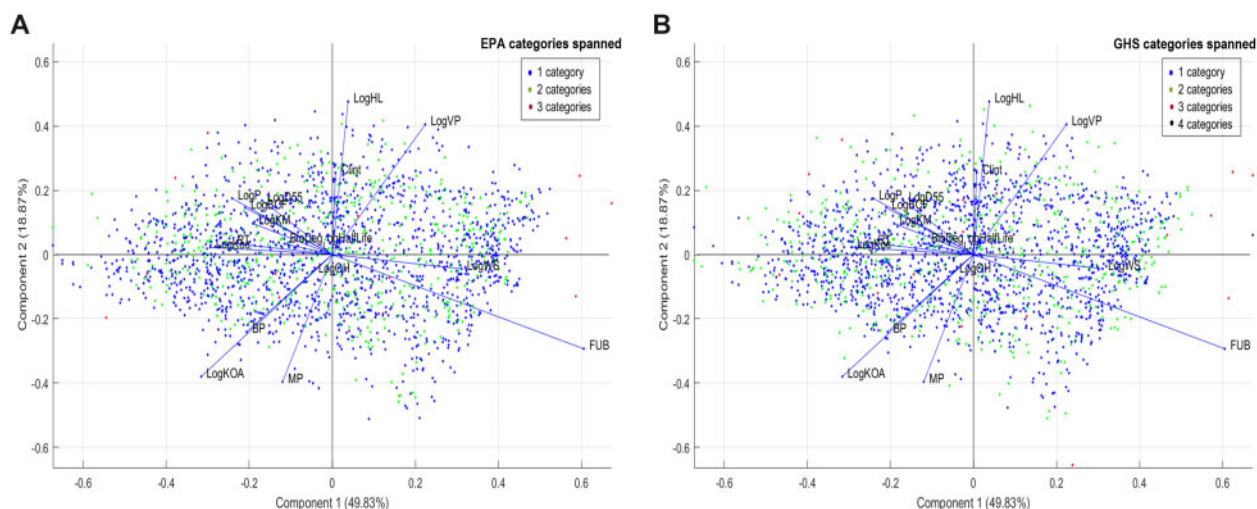 A
EPA categories spanned
1 category
2 categories
3 categories
0.6
0.4
0.2
0
-0.2
-0.4
-0.6
Component 2 (18.87%)
LogHL
LogVP
Clint
LogP
LogD55
LogBCF
LogKM
BioDeg_logHalfLife
LogOH
LogWS
BP
LogKOA
MP
FUB
-0.6
-0.4
-0.2
0
0.2
0.4
0.6
Component 1 (49.83%)
B
GHS categories spanned
1 category
2 categories
3 categories
4 categories
0.6
0.4
0.2
0
-0.2
-0.4
-0.6
Component 2 (18.87%)
LogHL
LogVP
Clint
LogP
LogD55
LogBCF
LogKM
BioDeg_logHalfLife
LogOH
LogWS
BP
LogKOA
MP
FUB
-0.6
-0.4
-0.2
0
0.2
0.4
0.6
Component 1 (49.83%)